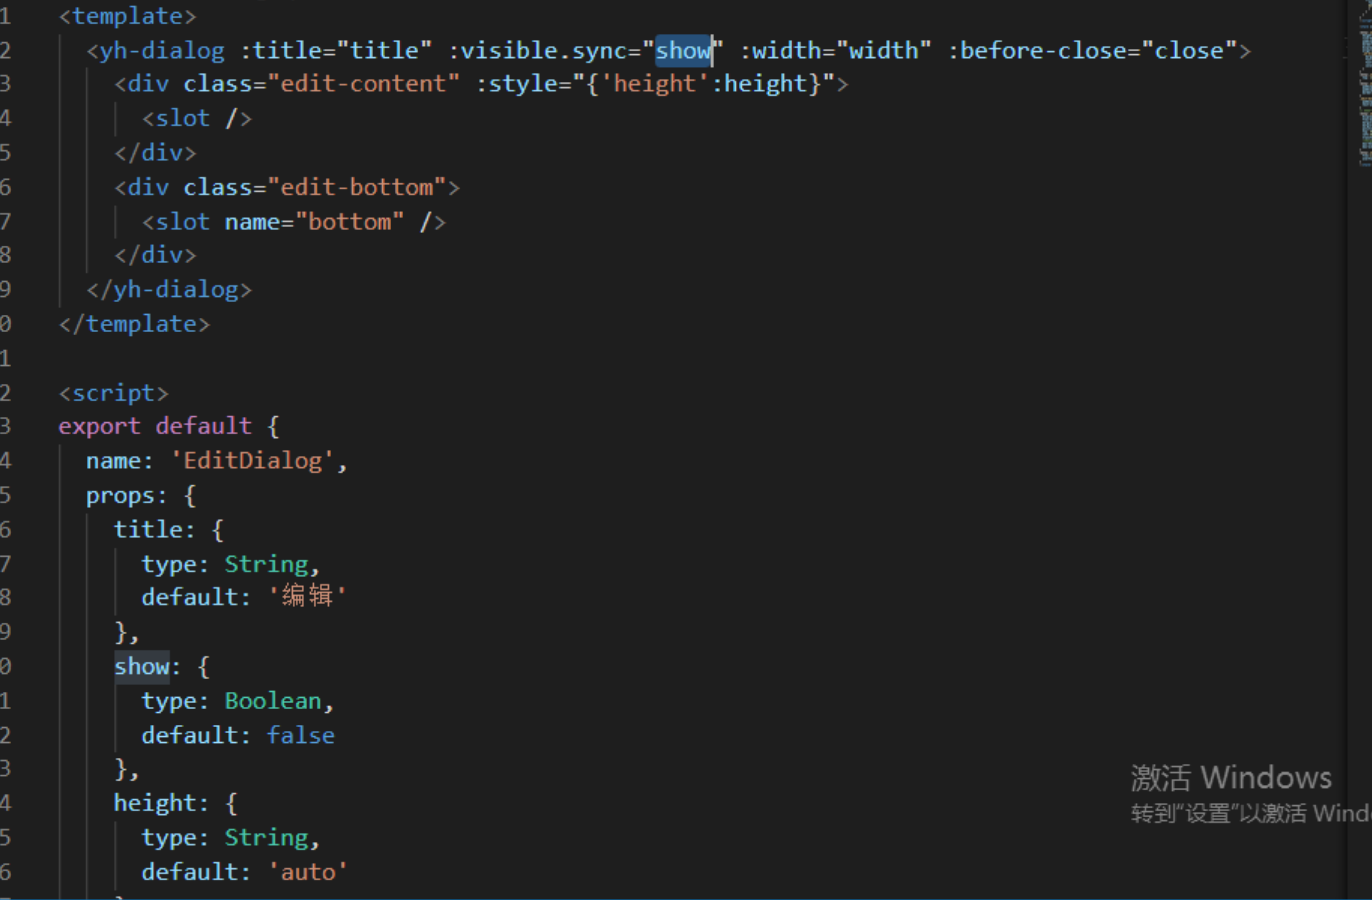 1 <template>
2 <yh-dialog :title="title" :visible.sync="show" :width="width" :before-close="close">
3 <div class="edit-content" :style="{'height':height}">
4 <slot />
5 </div>
6 <div class="edit-bottom">
7 <slot name="bottom" />
8 </div>
9 </yh-dialog>
0 </template>
1
2 <script>
3 export default {
4 name: 'EditDialog',
5 props: {
6 title: {
7 type: String,
8 default: '编辑'
9 },
0 show: {
1 type: Boolean,
2 default: false
3 },
4 height: {
5 type: String,
6 default: 'auto'
激活 Windows
转到“设置”以激活 Wind